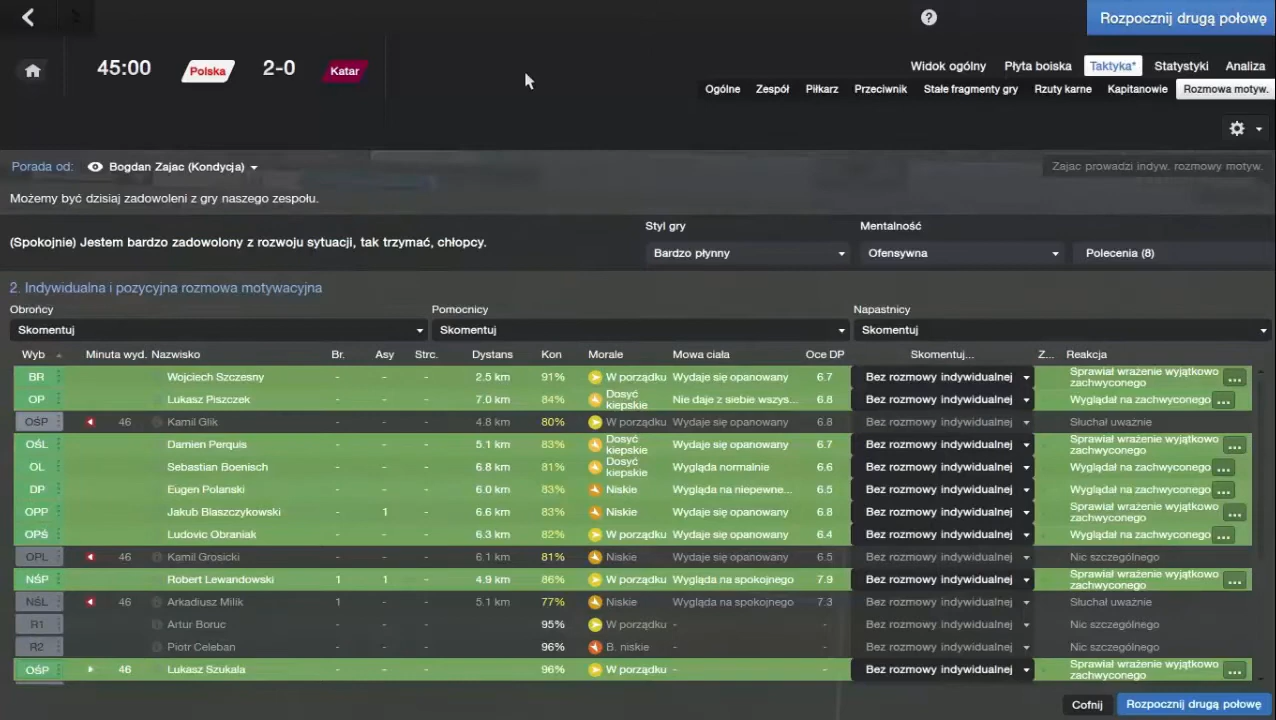 Rozpocznij drugą połowę
45:00 Polska 2-0 Katar
Widok ogólny Płyta boiska Taktyka* Statystyki Analiza
Ogólne Zespół Piłkarz Przeciwnik Stałe fragmenty gry Rzuty karne Kapitanowie Rozmowa motyw.
Porada od: Bogdan Zajac (Kondycja) Zajac prowadzi indyw. rozmowy motyw.
Możemy być dzisiaj zadowoleni z gry naszego zespołu.
Styl gry Mentalność
(Spokojnie) Jestem bardzo zadowolony z rozwoju sytuacji, tak trzymać, chłopcy.
Bardzo płynny Ofensywna Polecenia (8)
2. Indywidualna i pozycyjna rozmowa motywacyjna
Obrońcy Pomocnicy Napastnicy
Skomentuj Skomentuj Skomentuj
Wyb Minuta wyd. Nazwisko Br. Asy Strc. Dystans Kon Morale Mowa ciała Oce DP Skomentuj... Z... Reakcja
BR Wojciech Szczesny - - - 2.5 km 91% W porządku Wydaje się opanowany 6.7 Bez rozmowy indywidualnej Sprawiał wrażenie wyjątkowo zachwyconego ...
OP Lukasz Piszczek - - - 7.0 km 84% Dosyć kiepskie Nie daje z siebie wszys... 6.8 Bez rozmowy indywidualnej Wyglądał na zachwyconego ...
OŚP 46 Kamil Glik - - - 4.8 km 80% W porządku Wydaje się opanowany 6.8 Bez rozmowy indywidualnej Słuchał uważnie
OŚL Damien Perquis - - - 5.1 km 83% Dosyć kiepskie Wydaje się opanowany 6.7 Bez rozmowy indywidualnej Sprawiał wrażenie wyjątkowo zachwyconego ...
OL Sebastian Boenisch - - - 6.8 km 81% Dosyć kiepskie Wygląda normalnie 6.6 Bez rozmowy indywidualnej Wyglądał na zachwyconego ...
DP Eugen Polanski - - - 6.0 km 83% Niskie Wygląda na niepewne... 6.5 Bez rozmowy indywidualnej Wyglądał na zachwyconego ...
OPP Jakub Blaszczykowski - 1 - 6.6 km 83% Niskie Wydaje się opanowany 6.8 Bez rozmowy indywidualnej Sprawiał wrażenie wyjątkowo zachwyconego ...
OPŚ Ludovic Obraniak - - - 6.3 km 82% W porządku Wydaje się opanowany 6.4 Bez rozmowy indywidualnej Wyglądał na zachwyconego ...
OPL 46 Kamil Grosicki - - - 6.1 km 81% Niskie Wydaje się opanowany 6.5 Bez rozmowy indywidualnej Nic szczególnego
NŚP Robert Lewandowski 1 1 - 4.9 km 86% W porządku Wygląda na spokojnego 7.9 Bez rozmowy indywidualnej Sprawiał wrażenie wyjątkowo zachwyconego ...
NŚL 46 Arkadiusz Milik 1 - - 5.1 km 77% Niskie Wygląda na spokojnego 7.3 Bez rozmowy indywidualnej Słuchał uważnie
R1 Artur Boruc 95% W porządku - - Bez rozmowy indywidualnej Nic szczególnego
R2 Piotr Celeban 96% B. niskie - - Bez rozmowy indywidualnej Nic szczególnego
OŚP 46 Lukasz Szukala 96% W porządku - - Bez rozmowy indywidualnej Sprawiał wrażenie wyjątkowo zachwyconego ...
Cofnij Rozpocznij drugą połowę